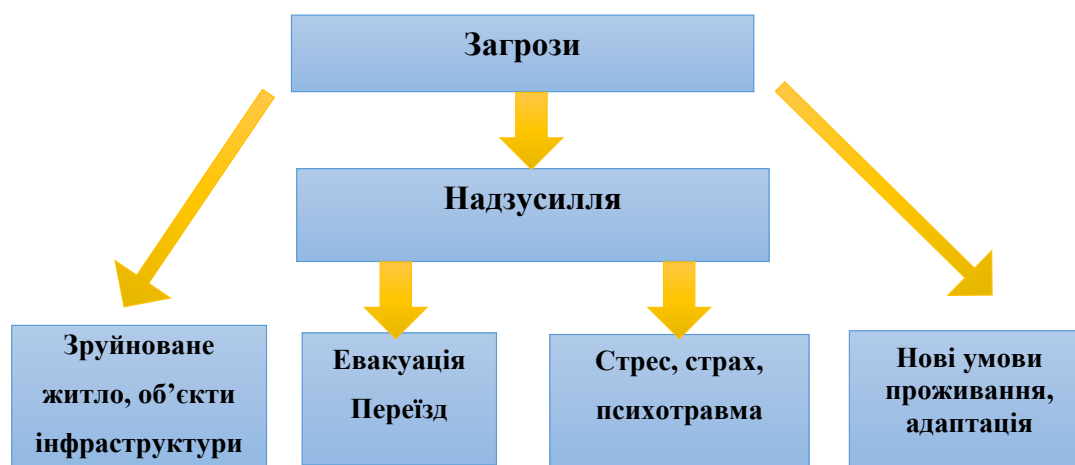 Загрози
Надзусилля
Зруйноване
житло, об’єкти
інфраструктури
Евакуація
Переїзд
Стрес, страх,
психотравма
Нові умови
проживання,
адаптація